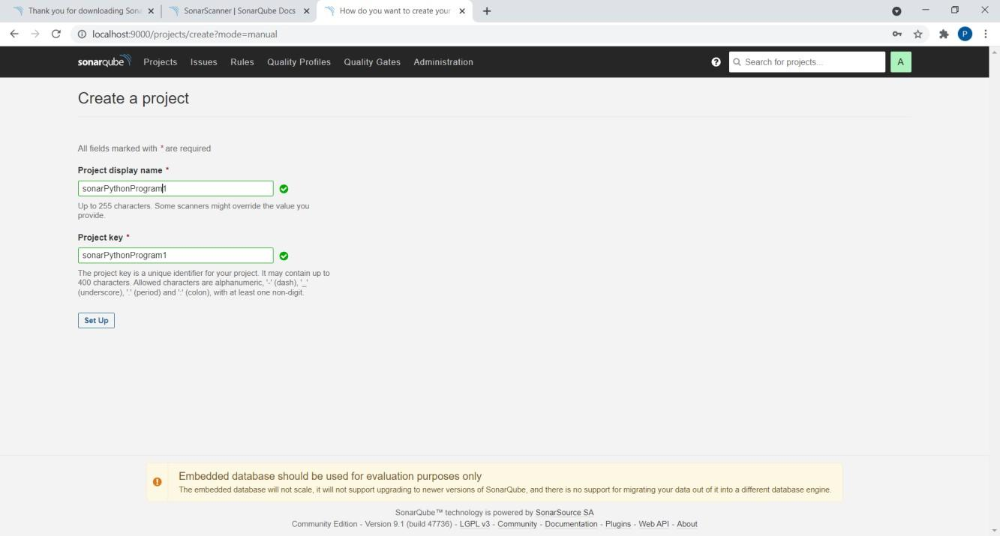 Thank you for downloading Sona
SonarScanner | SonarQube Docs
How do you want to create your
localhost:9000/projects/create?mode=manual
P
sonarqube
Projects
Issues
Rules
Quality Profiles
Quality Gates
Administration
Search for projects...
A
Create a project
All fields marked with * are required
Project display name *
sonarPythonProgram1
Up to 255 characters. Some scanners might override the value you
provide.
Project key *
sonarPythonProgram1
The project key is a unique identifier for your project. It may contain up to
400 characters. Allowed characters are alphanumeric, '-' (dash), '_'
(underscore), '.' (period) and ':' (colon), with at least one non-digit.
Set Up
Embedded database should be used for evaluation purposes only
The embedded database will not scale, it will not support upgrading to newer versions of SonarQube, and there is no support for migrating your data out of it into a different database engine.
SonarQube™ technology is powered by SonarSource SA
Community Edition - Version 9.1 (build 47736) - LGPL v3 - Community - Documentation - Plugins - Web API - About